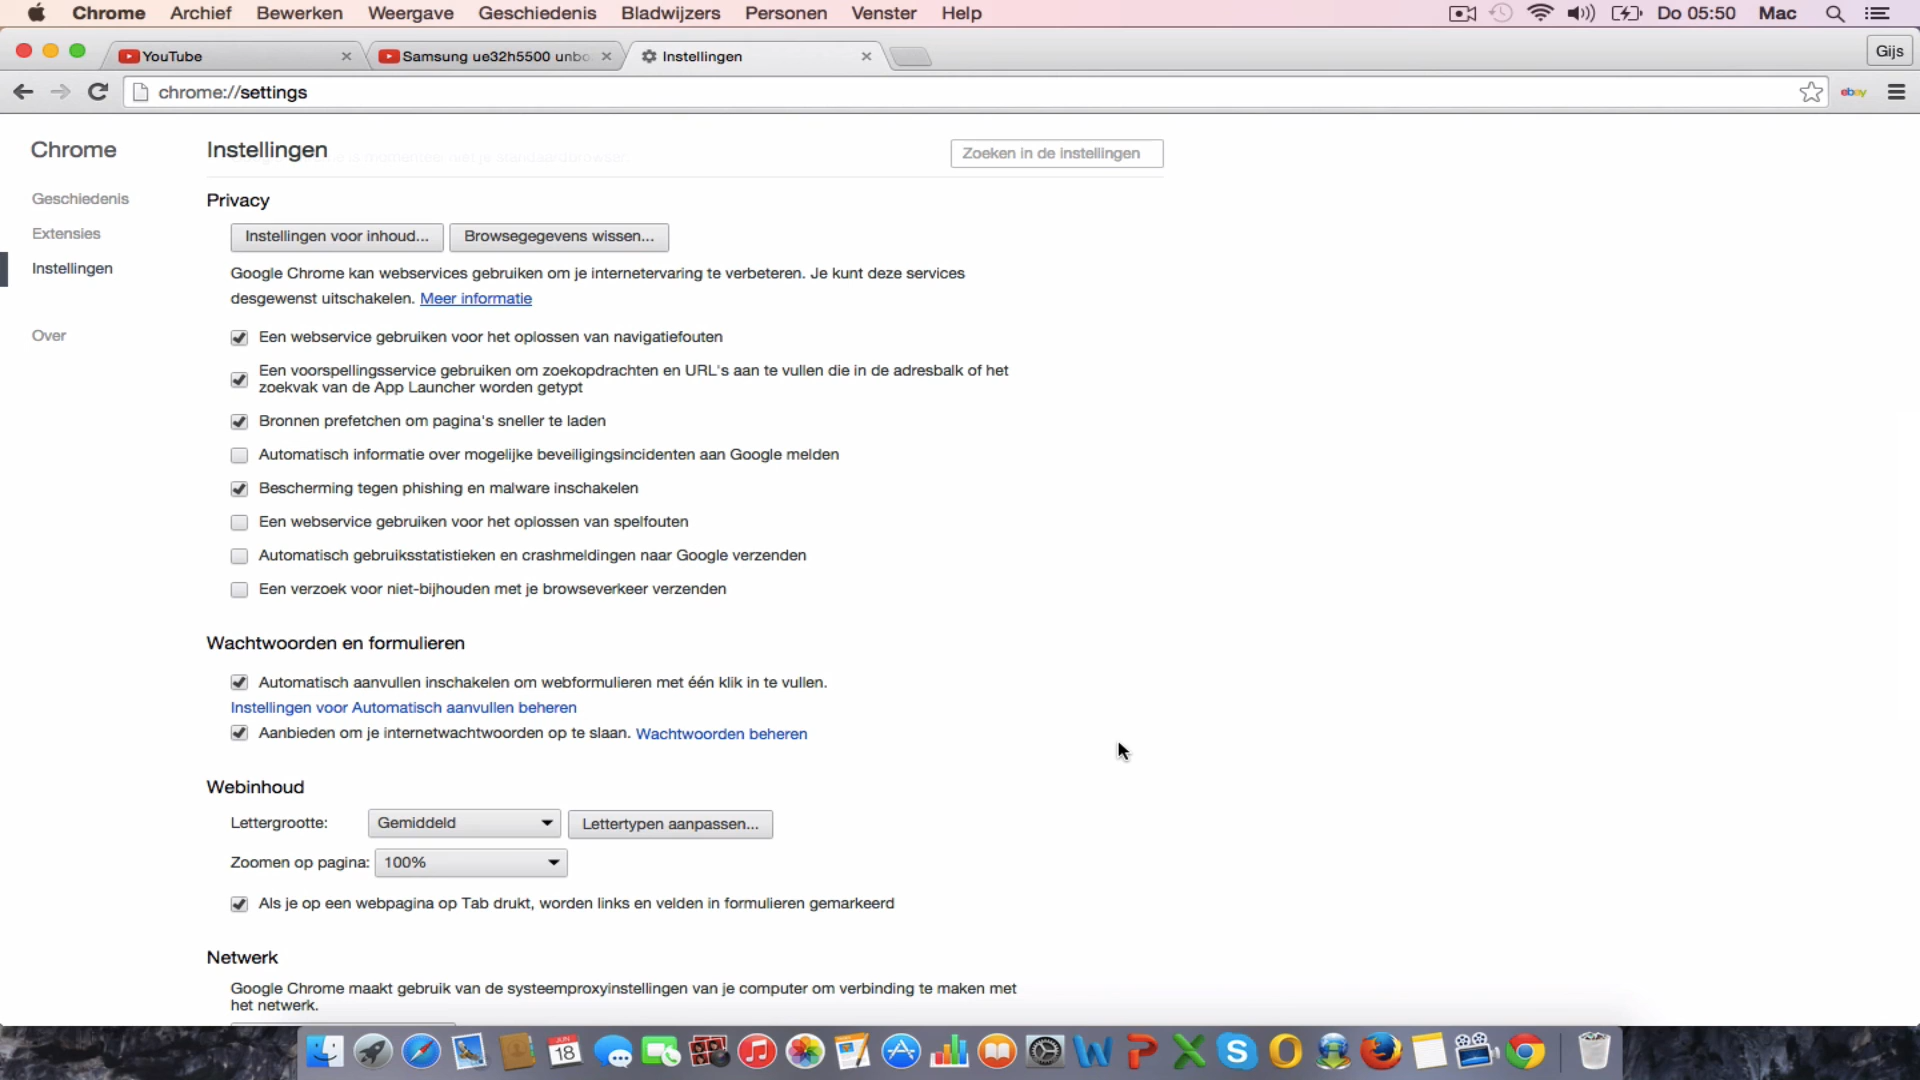 Chrome Archief Bewerken Weergave Geschiedenis Bladwijzers Personen Venster Help Do 05:50 Mac
YouTube Samsung ue32h5500 unbo Instellingen Gijs
chrome://settings ebay
Chrome Instellingen Zoeken in de instellingen
Geschiedenis
Extensies
Instellingen
Over
Privacy
Instellingen voor inhoud... Browsegegevens wissen...
Google Chrome kan webservices gebruiken om je internetervaring te verbeteren. Je kunt deze services
desgewenst uitschakelen. Meer informatie
Een webservice gebruiken voor het oplossen van navigatiefouten
Een voorspellingsservice gebruiken om zoekopdrachten en URL's aan te vullen die in de adresbalk of het
zoekvak van de App Launcher worden getypt
Bronnen prefetchen om pagina's sneller te laden
Automatisch informatie over mogelijke beveiligingsincidenten aan Google melden
Bescherming tegen phishing en malware inschakelen
Een webservice gebruiken voor het oplossen van spelfouten
Automatisch gebruiksstatistieken en crashmeldingen naar Google verzenden
Een verzoek voor niet-bijhouden met je browseverkeer verzenden
Wachtwoorden en formulieren
Automatisch aanvullen inschakelen om webformulieren met één klik in te vullen.
Instellingen voor Automatisch aanvullen beheren
Aanbieden om je internetwachtwoorden op te slaan. Wachtwoorden beheren
Webinhoud
Lettergrootte: Gemiddeld Lettertypen aanpassen...
Zoomen op pagina: 100%
Als je op een webpagina op Tab drukt, worden links en velden in formulieren gemarkeerd
Netwerk
Google Chrome maakt gebruik van de systeemproxyinstellingen van je computer om verbinding te maken met
het netwerk.
JUN
18